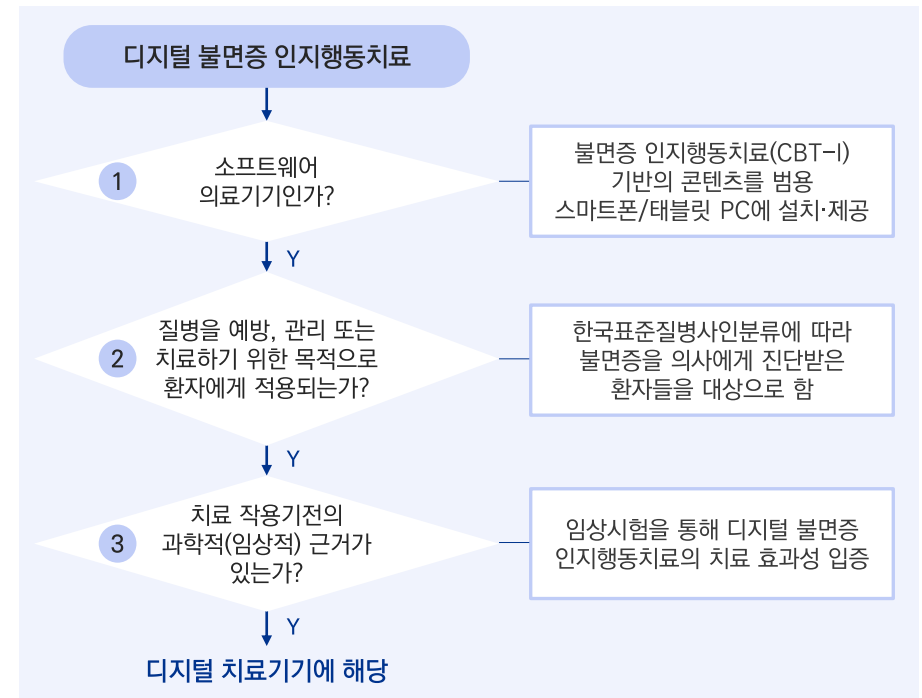 디지털 불면증 인지행동치료
1
소프트웨어
의료기기인가?
불면증 인지행동치료(CBT-I)
기반의 콘텐츠를 범용
스마트폰/태블릿 PC에 설치·제공
Y
2
질병을 예방, 관리 또는
치료하기 위한 목적으로
환자에게 적용되는가?
한국표준질병사인분류에 따라
불면증을 의사에게 진단받은
환자들을 대상으로 함
Y
3
치료 작용기전의
과학적(임상적) 근거가
있는가?
임상시험을 통해 디지털 불면증
인지행동치료의 치료 효과성 입증
Y
디지털 치료기기에 해당